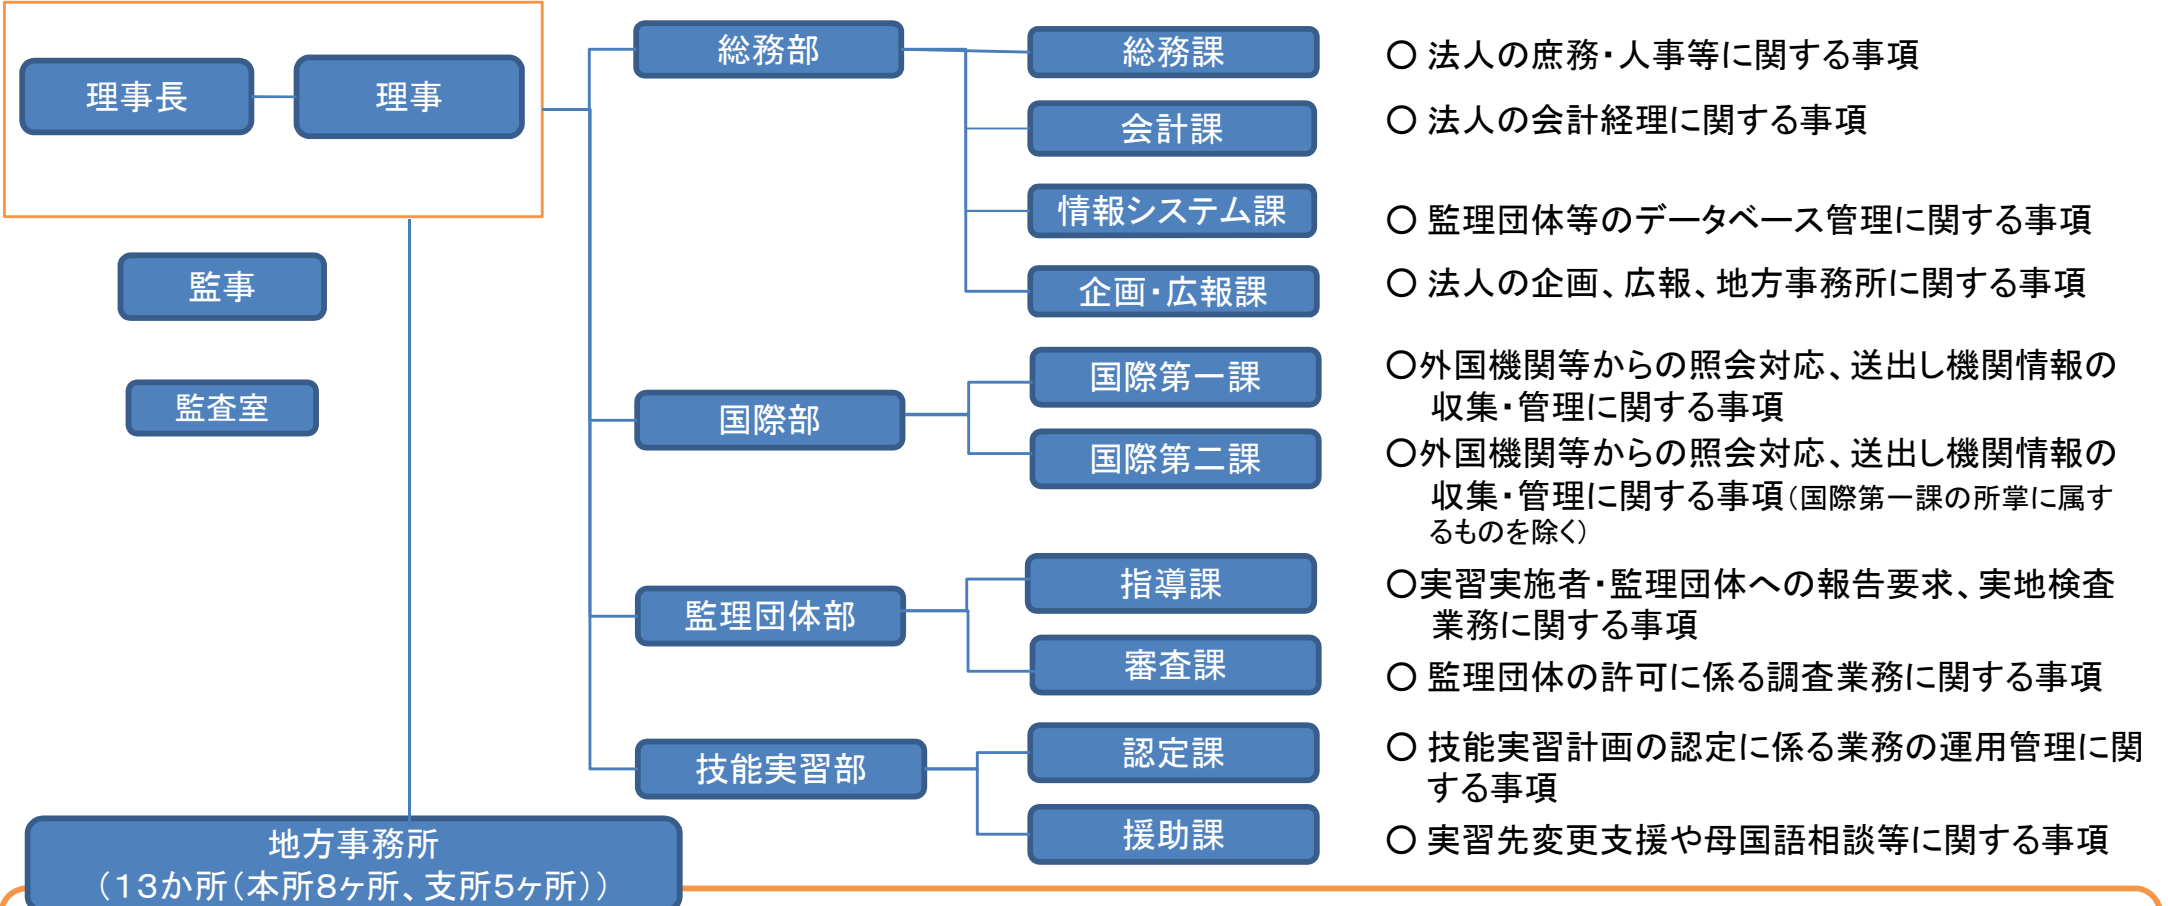 理事長
理事
監事
監査室
地方事務所
(13か所(本所8ヶ所、支所5ヶ所))
総務部
総務課
○ 法人の庶務・人事等に関する事項
会計課
○ 法人の会計経理に関する事項
情報システム課
○ 監理団体等のデータベース管理に関する事項
企画・広報課
○ 法人の企画、広報、地方事務所に関する事項
国際部
国際第一課
○外国機関等からの照会対応、送出し機関情報の
収集・管理に関する事項
国際第二課
○外国機関等からの照会対応、送出し機関情報の
収集・管理に関する事項(国際第一課の所掌に属す
るものを除く)
監理団体部
指導課
○実習実施者・監理団体への報告要求、実地検査
業務に関する事項
審査課
○ 監理団体の許可に係る調査業務に関する事項
技能実習部
認定課
○ 技能実習計画の認定に係る業務の運用管理に関
する事項
援助課
○ 実習先変更支援や母国語相談等に関する事項